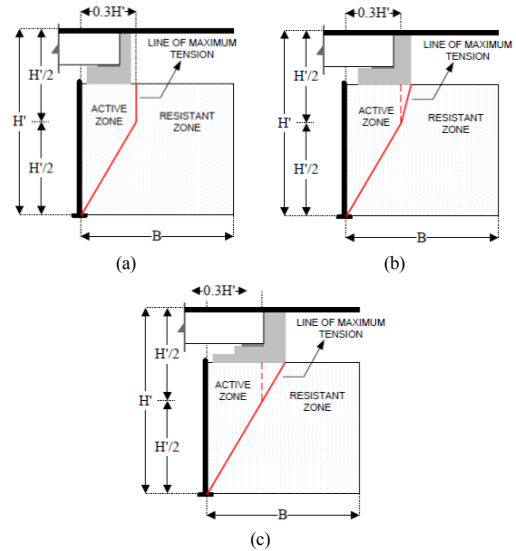 0.3H'
LINE OF MAXIMUM
TENSION
H'/2
ACTIVE
ZONE
RESISTANT
ZONE
H'
H'/2
B
(a)
0.3H'
LINE OF MAXIMUM
TENSION
H'/2
ACTIVE
ZONE
RESISTANT
ZONE
H'
H'/2
B
(b)
0.3H'
LINE OF MAXIMUM
TENSION
H'/2
ACTIVE
ZONE
RESISTANT
ZONE
H'
H'/2
B
(c)